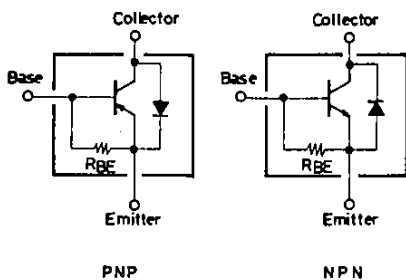 Collector
Base
RBE
Emitter
PNP
Collector
Base
RBE
Emitter
NPN